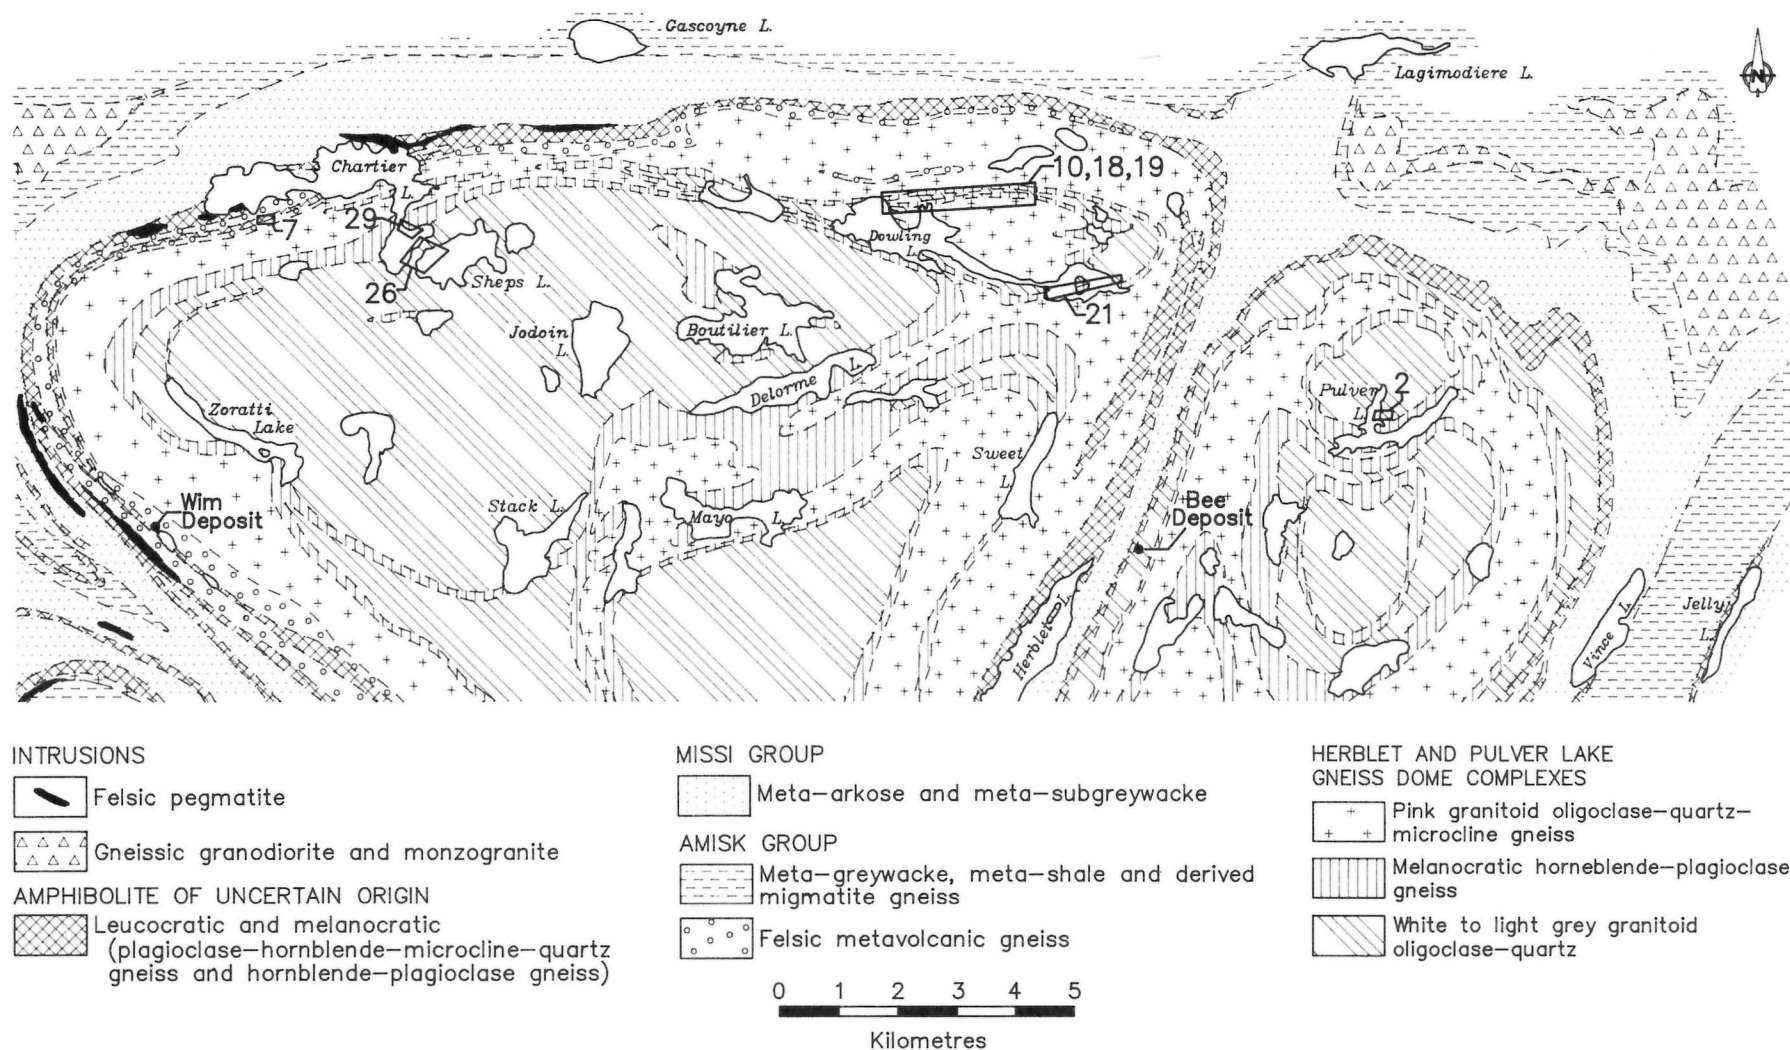 Gascoyne L.
Lagimodiere L.
N
Chartier
L.
10,18,19
29
7
Dowling
L.
Sheps L.
26
21
Jodoin
L.
Boutilier L.
Delorme L.
Pulver
L.
2
Zoratti
Lake
Sweet
L.
Wim
Deposit
Stack L.
Mayo L.
Bee
Deposit
Herblet L.
Vince L.
Jelly
L.
INTRUSIONS
Felsic pegmatite
Gneissic granodiorite and monzogranite
AMPHIBOLITE OF UNCERTAIN ORIGIN
Leucocratic and melanocratic
(plagioclase-hornblende-microcline-quartz
gneiss and hornblende-plagioclase gneiss)
MISSI GROUP
Meta-arkose and meta-subgreywacke
AMISK GROUP
Meta-greywacke, meta-shale and derived
migmatite gneiss
Felsic metavolcanic gneiss
HERBLET AND PULVER LAKE
GNEISS DOME COMPLEXES
Pink granitoid oligoclase-quartz-
microcline gneiss
Melanocratic horneblende-plagioclase
gneiss
White to light grey granitoid
oligoclase-quartz
0 1 2 3 4 5
Kilometres